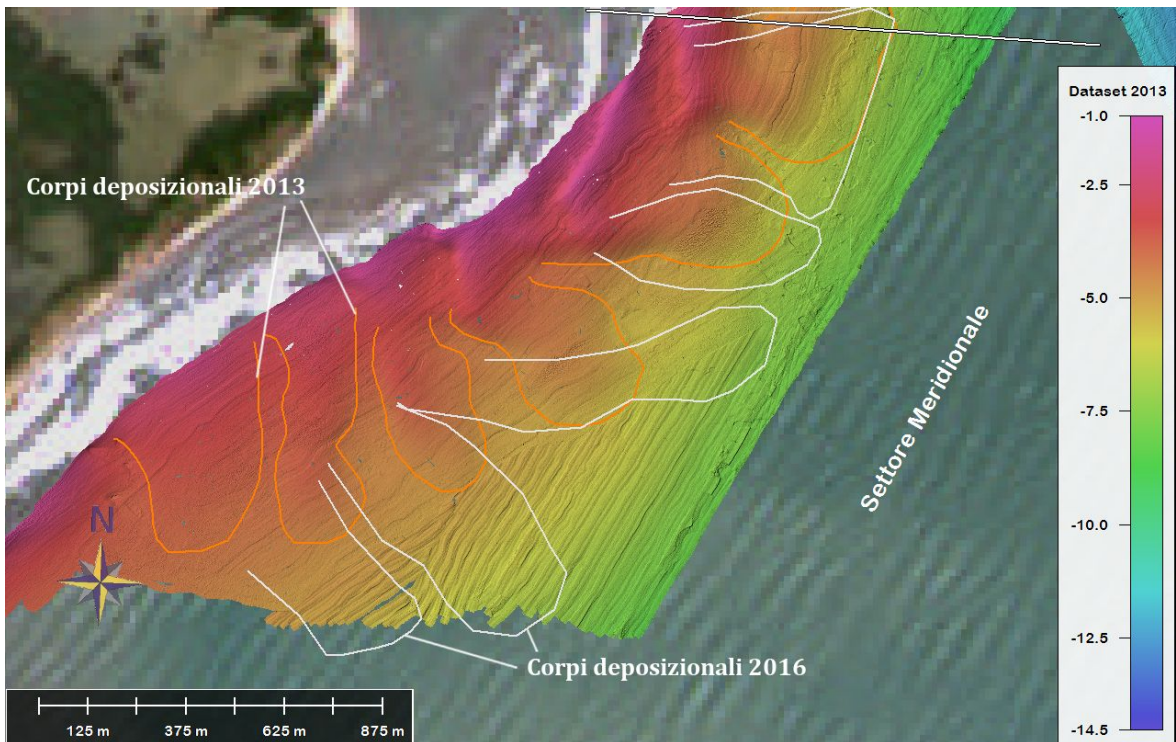 Dataset 2013
-1.0
Corpi deposizionali 2013
-2.5
-5.0
Settore Meridionale
-7.5
-10.0
N
-12.5
Corpi deposizionali 2016
-14.5
125 m 375 m 625 m 875 m